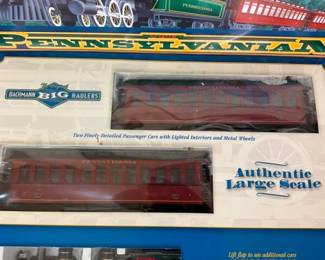 PENNSYLVANIA
PENNSYLVANIAN
BACHMANN
BIG
HAULERS
Two Finely Detailed Passenger Cars with Lighted Interiors and Metal Wheels
PENNSYLVANIA
Authentic
Large Scale
Lift flap to see additional cars